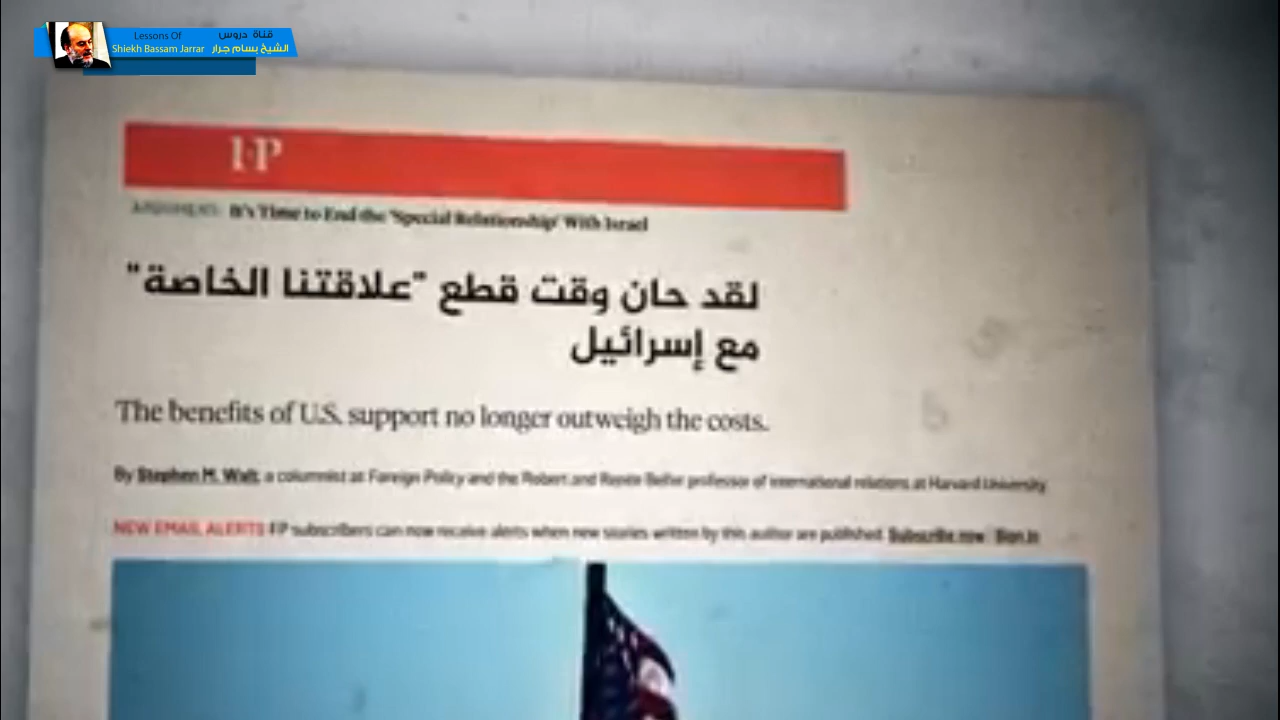 قناة دروس
Lessons Of
الشيخ بسام جرار
Shiekh Bassam Jarrar
FP
ARGUMENT It's Time to End the 'Special Relationship' With Israel
لقد حان وقت قطع "علاقتنا الخاصة"
مع إسرائيل
The benefits of U.S. support no longer outweigh the costs.
By Stephen M. Walt, a columnist at Foreign Policy and the Robert and Renée Belfer professor of international relations at Harvard University
NEW EMAIL ALERTS FP subscribers can now receive alerts when new stories written by this author are published. Subscribe now Sign in